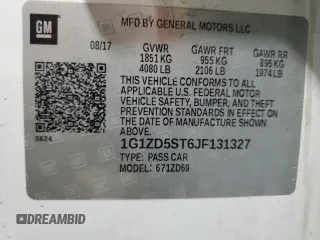 GM
MFD BY GENERAL MOTORS LLC
08/17 GVWR GAWR FRT GAWR RR
1851 KG 955 KG 895 KG
4080 LB 2106 LB 1974 LB
THIS VEHICLE CONFORMS TO ALL
APPLICABLE U.S. FEDERAL MOTOR
VEHICLE SAFETY, BUMPER, AND
THEFT PREVENTION STANDARDS IN
EFFECT ON THE DATE OF
MANUFACTURE SHOWN ABOVE.
8624
1G1ZD5ST6JF131327
TYPE: PASS CAR
MODEL: 671ZD69
AUTOBIDMASTER